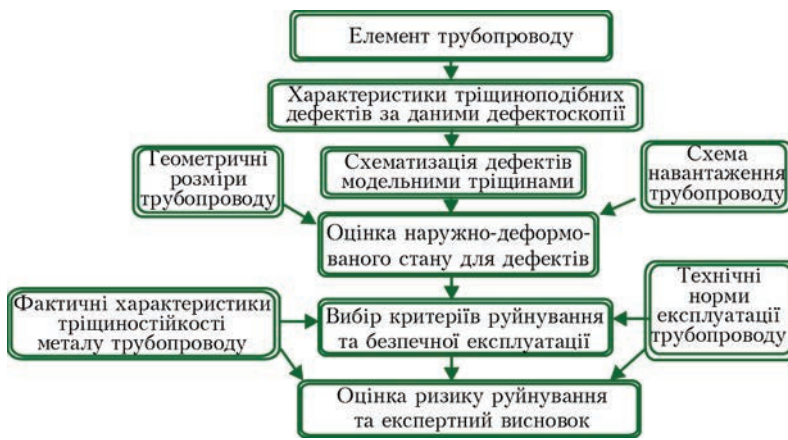 Елемент трубопроводу
Характеристики тріщиноподібних
дефектів за даними дефектоскопії
Геометричні
розміри
трубопроводу
Схематизація дефектів
модельними тріщинами
Схема
навантаження
трубопроводу
Оцінка наружно-деформо-
ваного стану для дефектів
Фактичні характеристики
тріщиностійкості
металу трубопроводу
Вибір критеріїв руйнування
та безпечної експлуатації
Технічні
норми
експлуатації
трубопроводу
Оцінка ризику руйнування
та експертний висновок